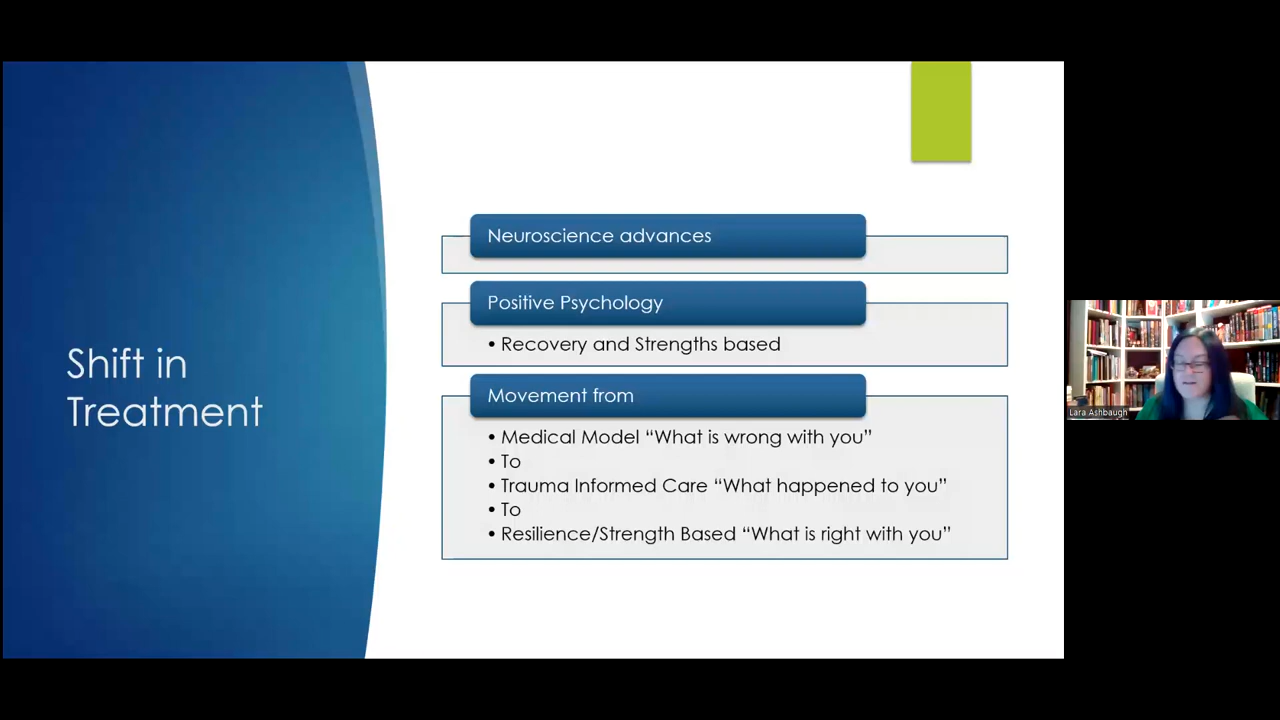 Shift in
Treatment
Neuroscience advances
Positive Psychology
• Recovery and Strengths based
Movement from
• Medical Model “What is wrong with you”
• To
• Trauma Informed Care “What happened to you”
• To
• Resilience/Strength Based “What is right with you”
Lara Ashbaugh